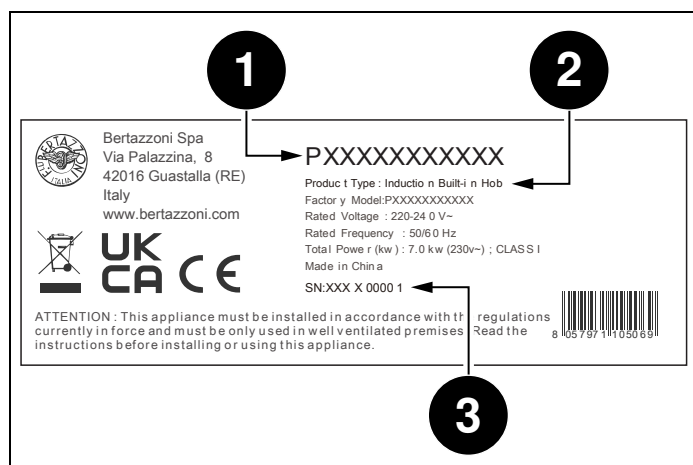 1
2
BERTAZZONI
ITALIA
Bertazzoni Spa
Via Palazzina, 8
42016 Guastalla (RE)
Italy
www.bertazzoni.com
UK
CA CE
PXXXXXXXXXXX
Product Type : Induction Built-in Hob
Factory Model:PXXXXXXXXXXX
Rated Voltage : 220-240 V~
Rated Frequency : 50/60 Hz
Total Power (kw) : 7.0 kw (230v~) ; CLASS I
Made in China
SN:XXX X 0000 1
ATTENTION : This appliance must be installed in accordance with th regulations
currently in force and must be only used in well ventilated premises Read the
instructions before installing or using this appliance.
8 057971 105069
3